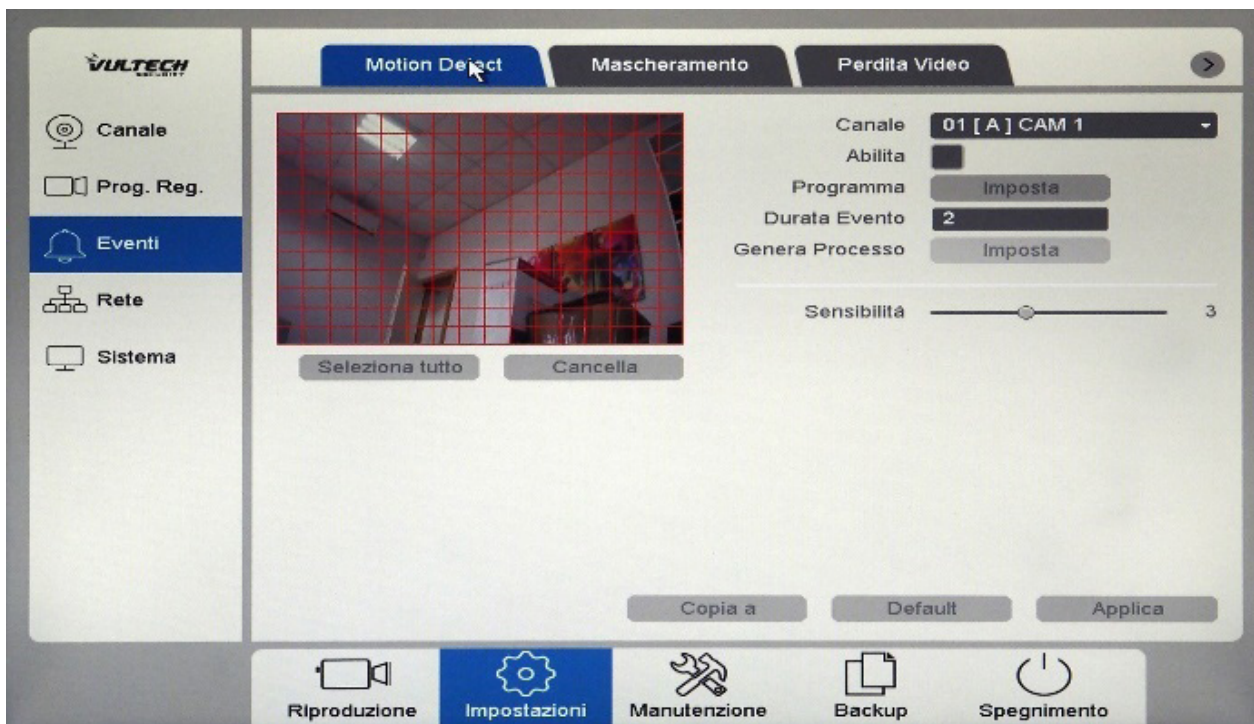 VULTECH
SECURITY
Motion Detect
Mascheramento
Perdita Video
Canale
Prog. Reg.
Eventi
Rete
Sistema
Canale 01 [ A ] CAM 1
Abilita
Programma Imposta
Durata Evento 2
Genera Processo Imposta
Sensibilità 3
Seleziona tutto Cancella
Copia a Default Applica
Riproduzione Impostazioni Manutenzione Backup Spegnimento